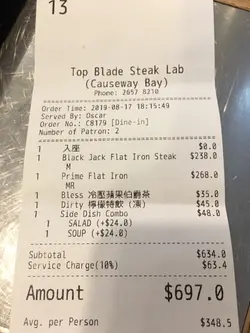 13
Top Blade Steak Lab
(Causeway Bay)
Phone: 2657 8210
Order Time: 2019-08-17 18:15:49
Served By: Oscar
Order No.: C8179 [Dine-in]
Number of Patron: 2
1 入座 $0.0
1 Black Jack Flat Iron Steak $238.0
M
1 Prime Flat Iron $268.0
MR
1 Bless 冷壓蘋果伯爵茶 $35.0
1 Dirty 檸檬特飲 (凍) $45.0
1 Side Dish Combo $48.0
1 SALAD (+$24.0)
1 SOUP (+$24.0)
Subtotal $634.0
Service Charge(10%) $63.4
Amount $697.0
Avg. per Person $348.5